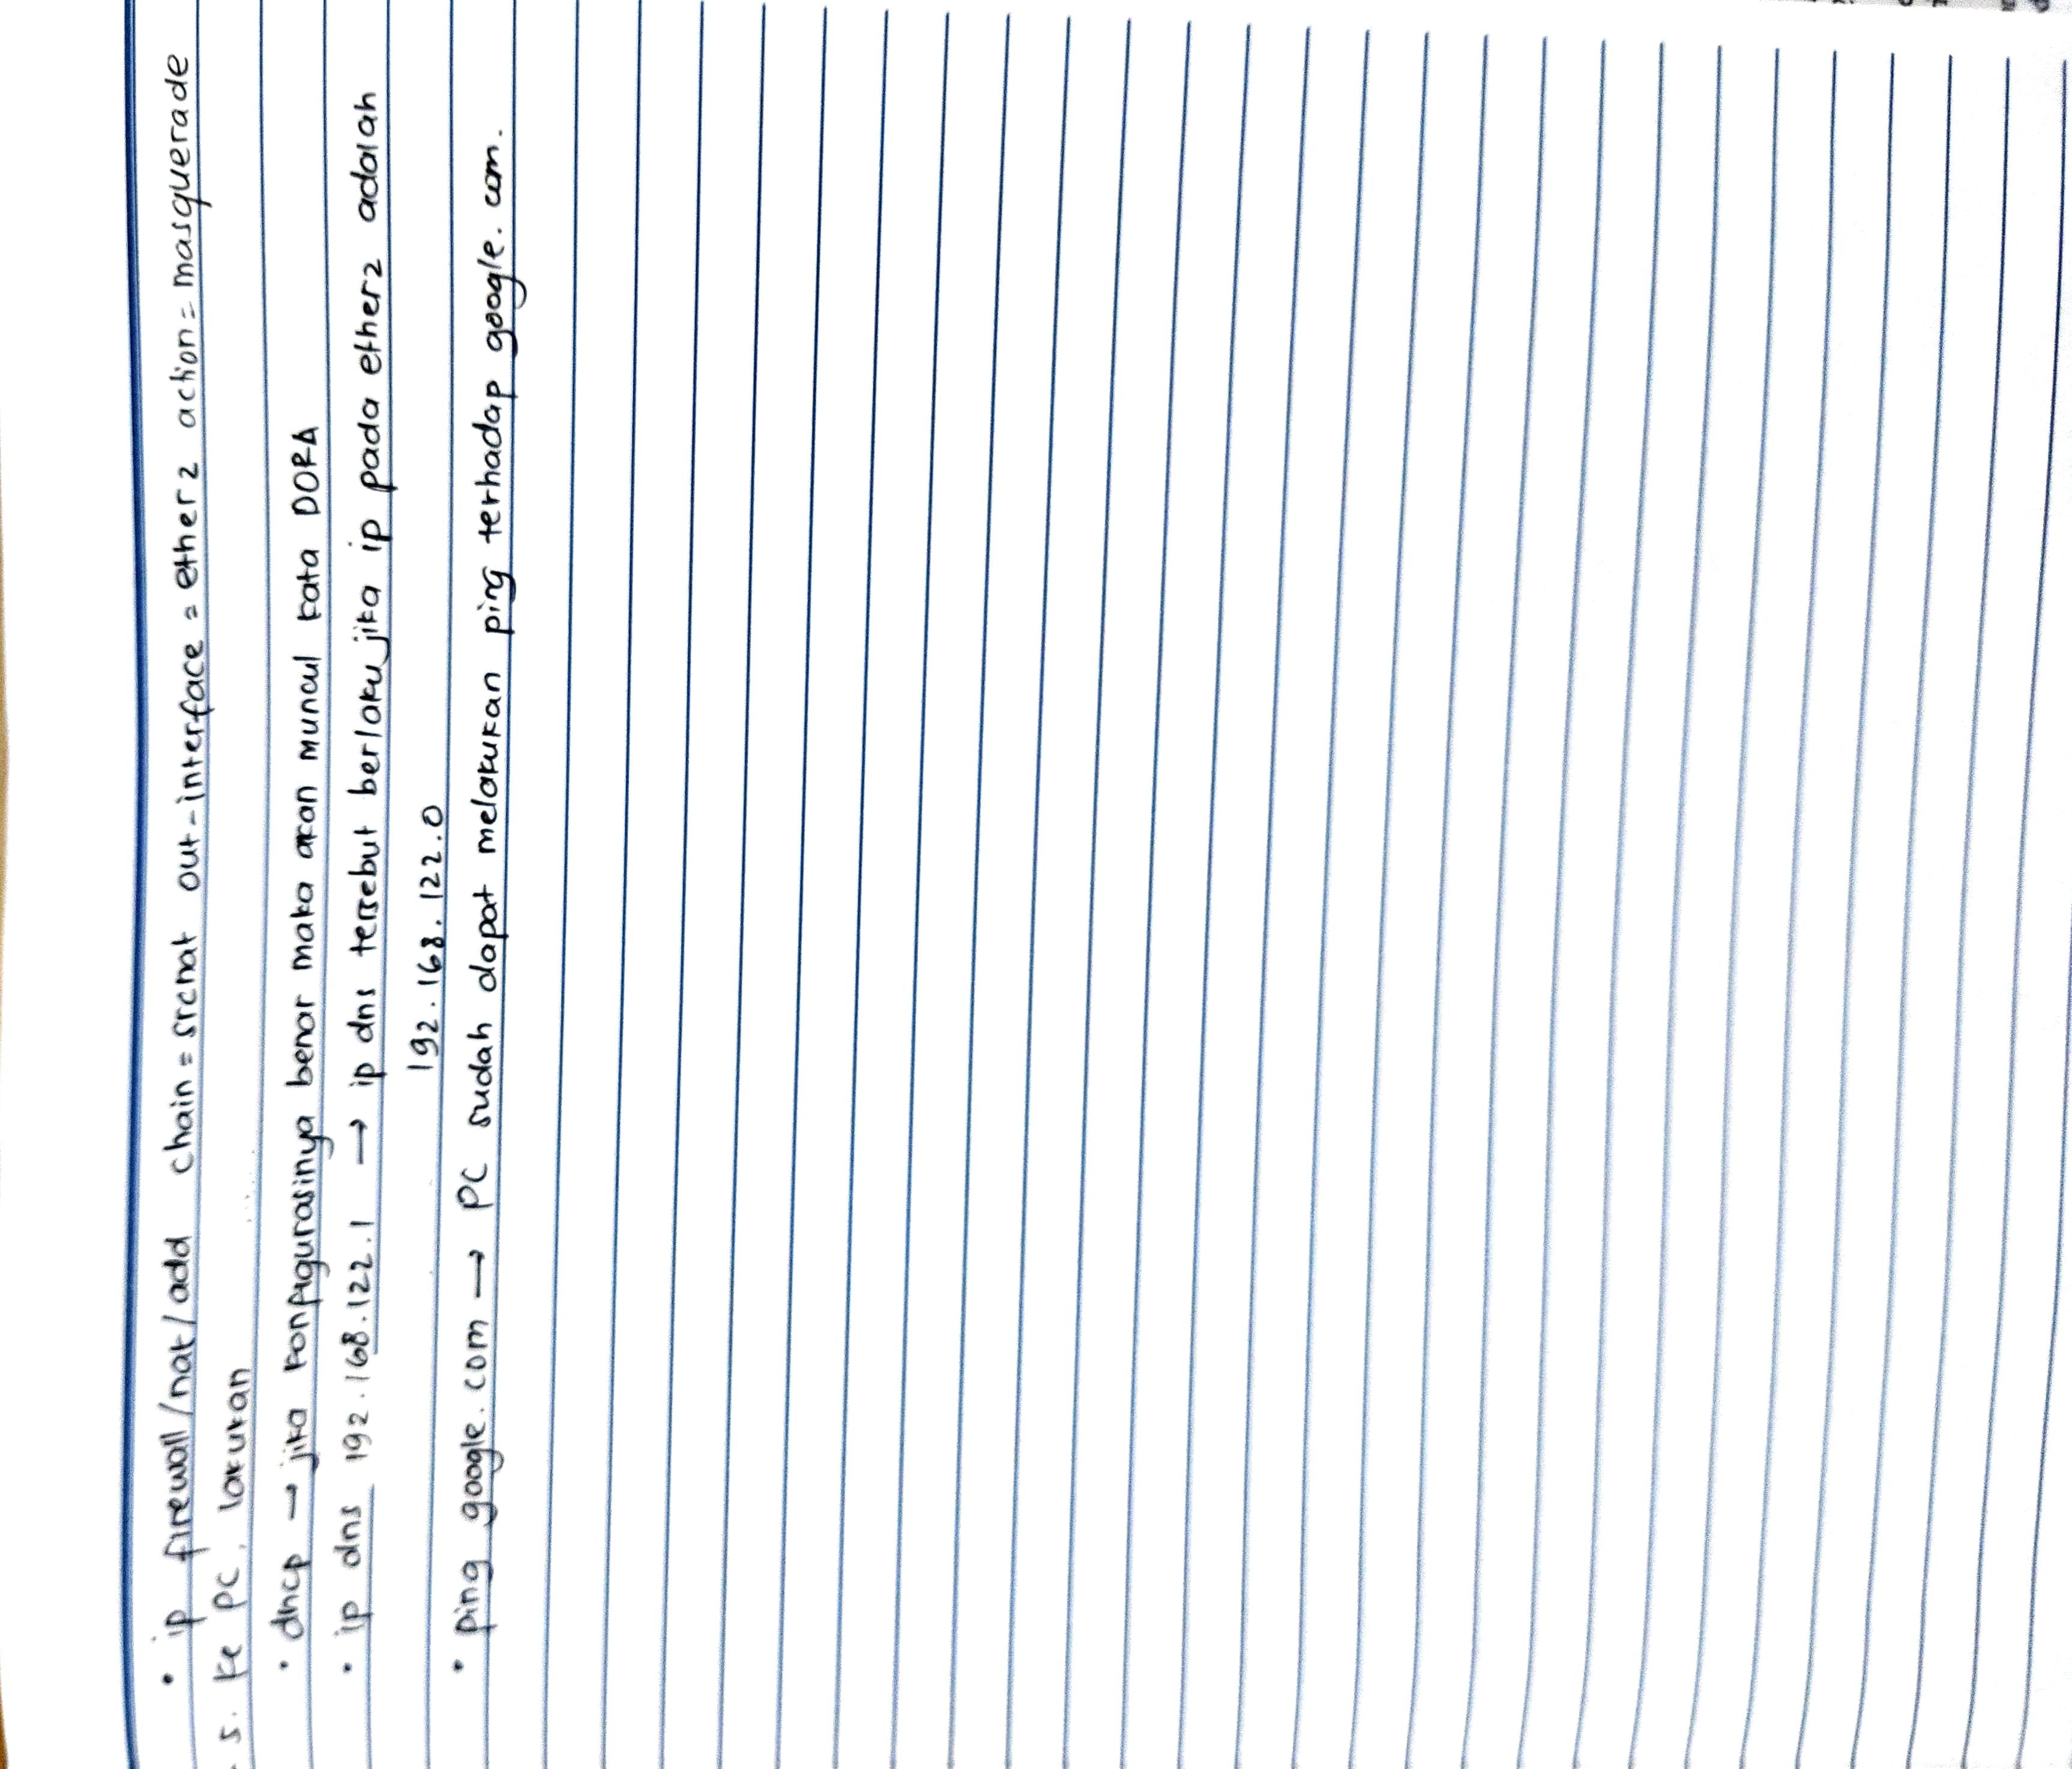 • ip firewall/nat/add chain=srcnat out-interface=ether2 action=masquerade
5. Ke PC, lakukan
• dhcp → jika konfigurasinya benar maka akan muncul kata DORA
• ip dns 192.168.122.1 → ip dns tersebut berlaku jika ip pada ether2 adalah
192.168.122.0
• ping google.com → PC sudah dapat melakukan ping terhadap google.com.